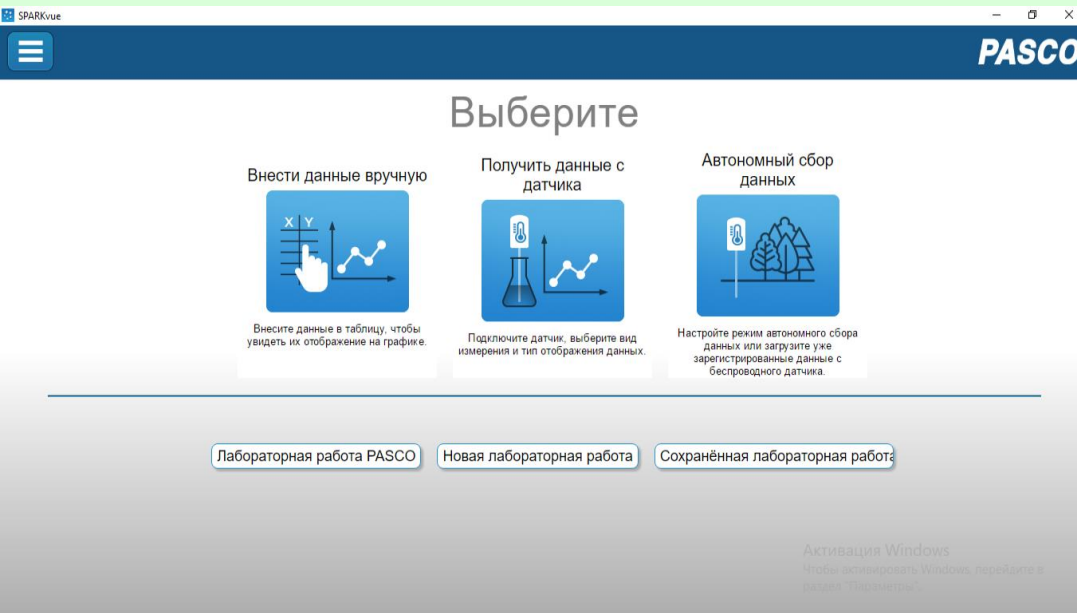 SPARKvue
PASCO
Выберите
Внести данные вручную
X Y
Внесите данные в таблицу, чтобы
увидеть их отображение на графике.
Получить данные с
датчика
Подключите датчик, выберите вид
измерения и тип отображения данных.
Автономный сбор
данных
Настройте режим автономного сбора
данных или загрузите уже
зарегистрированные данные с
беспроводного датчика.
Лабораторная работа PASCO
Новая лабораторная работа
Сохранённая лабораторная работа
Активация Windows
Чтобы активировать Windows, перейдите в
раздел "Параметры".